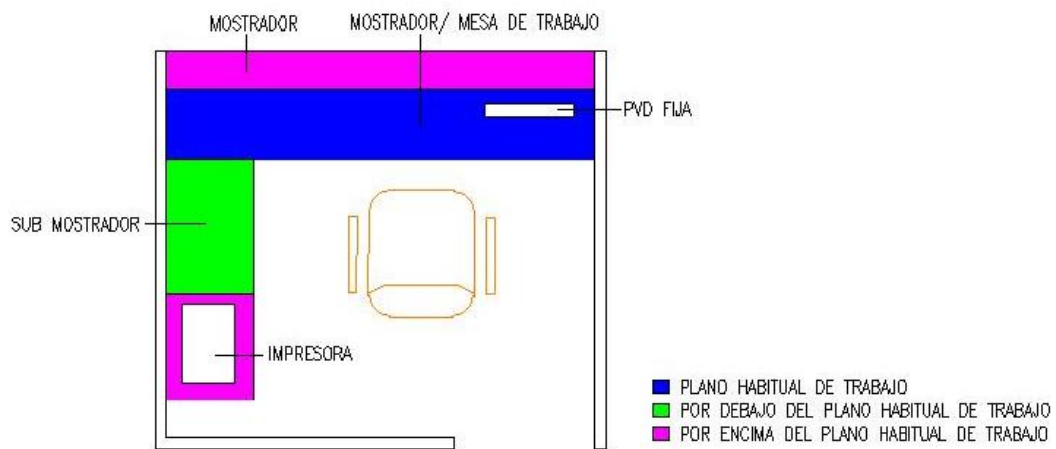 MOSTRADOR
MOSTRADOR/ MESA DE TRABAJO
PVD FIJA
SUB MOSTRADOR
IMPRESORA
PLANO HABITUAL DE TRABAJO
POR DEBAJO DEL PLANO HABITUAL DE TRABAJO
POR ENCIMA DEL PLANO HABITUAL DE TRABAJO